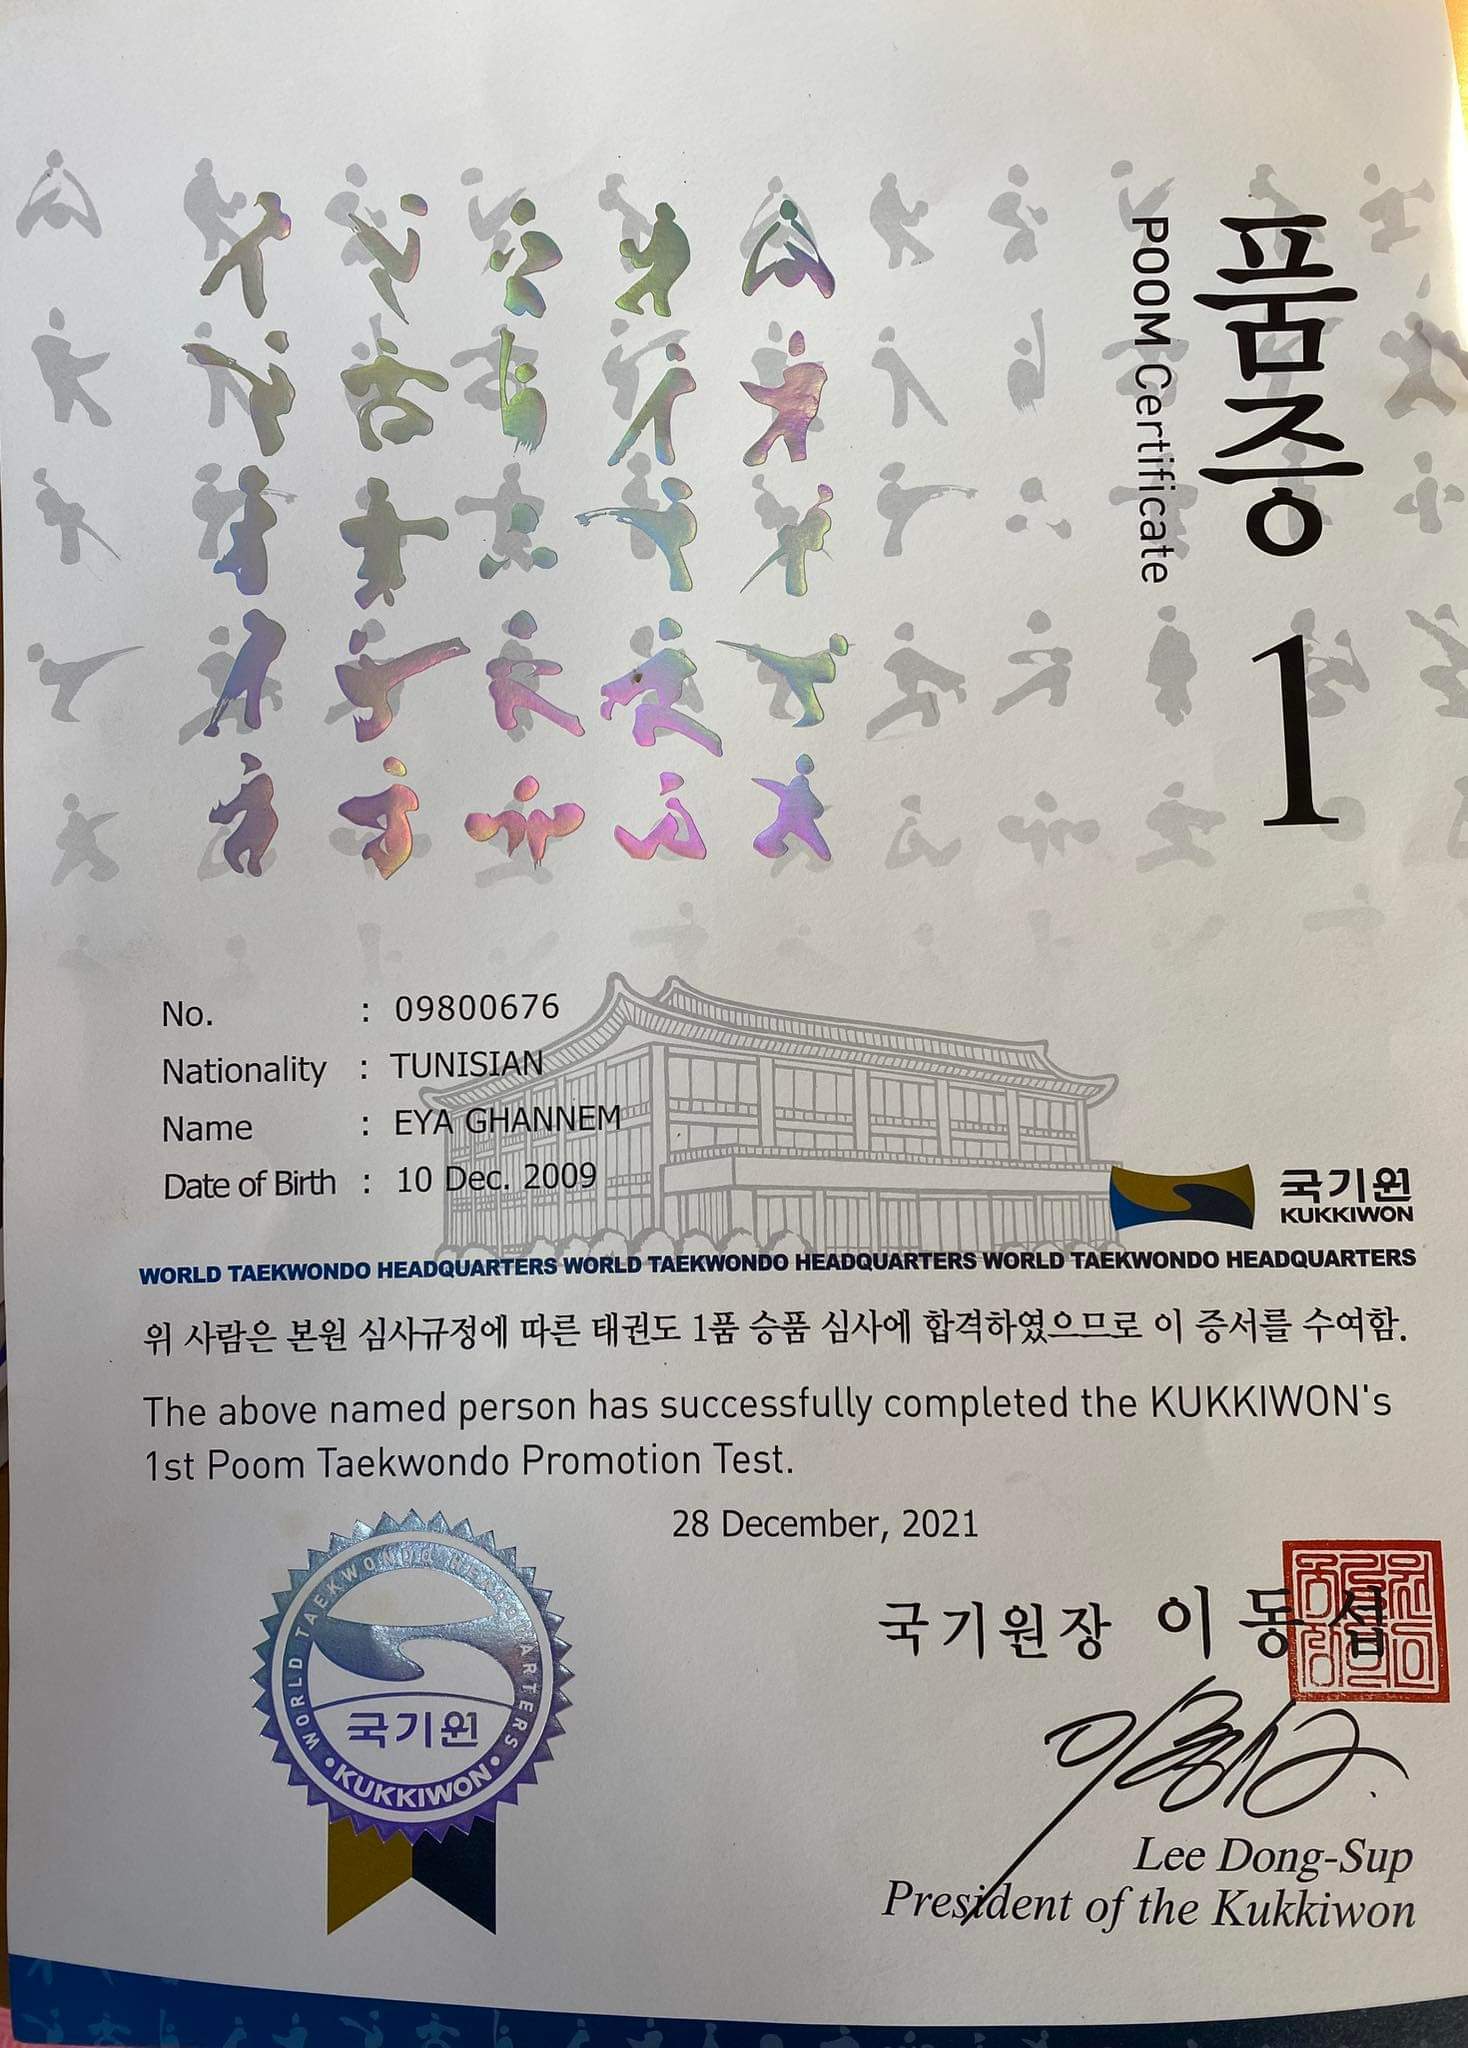 품증 1
POOM Certificate
No. : 09800676
Nationality : TUNISIAN
Name : EYA GHANNEM
Date of Birth : 10 Dec. 2009
국기원
KUKKIWON
WORLD TAEKWONDO HEADQUARTERS WORLD TAEKWONDO HEADQUARTERS WORLD TAEKWONDO HEADQUARTERS
위 사람은 본원 심사규정에 따른 태권도 1품 승품 심사에 합격하였으므로 이 증서를 수여함.
The above named person has successfully completed the KUKKIWON's
1st Poom Taekwondo Promotion Test.
28 December, 2021
WORLD TAEKWONDO HEADQUARTERS
국기원
•KUKKIWON•
국기원장 이동섭
Lee Dong-Sup
President of the Kukkiwon